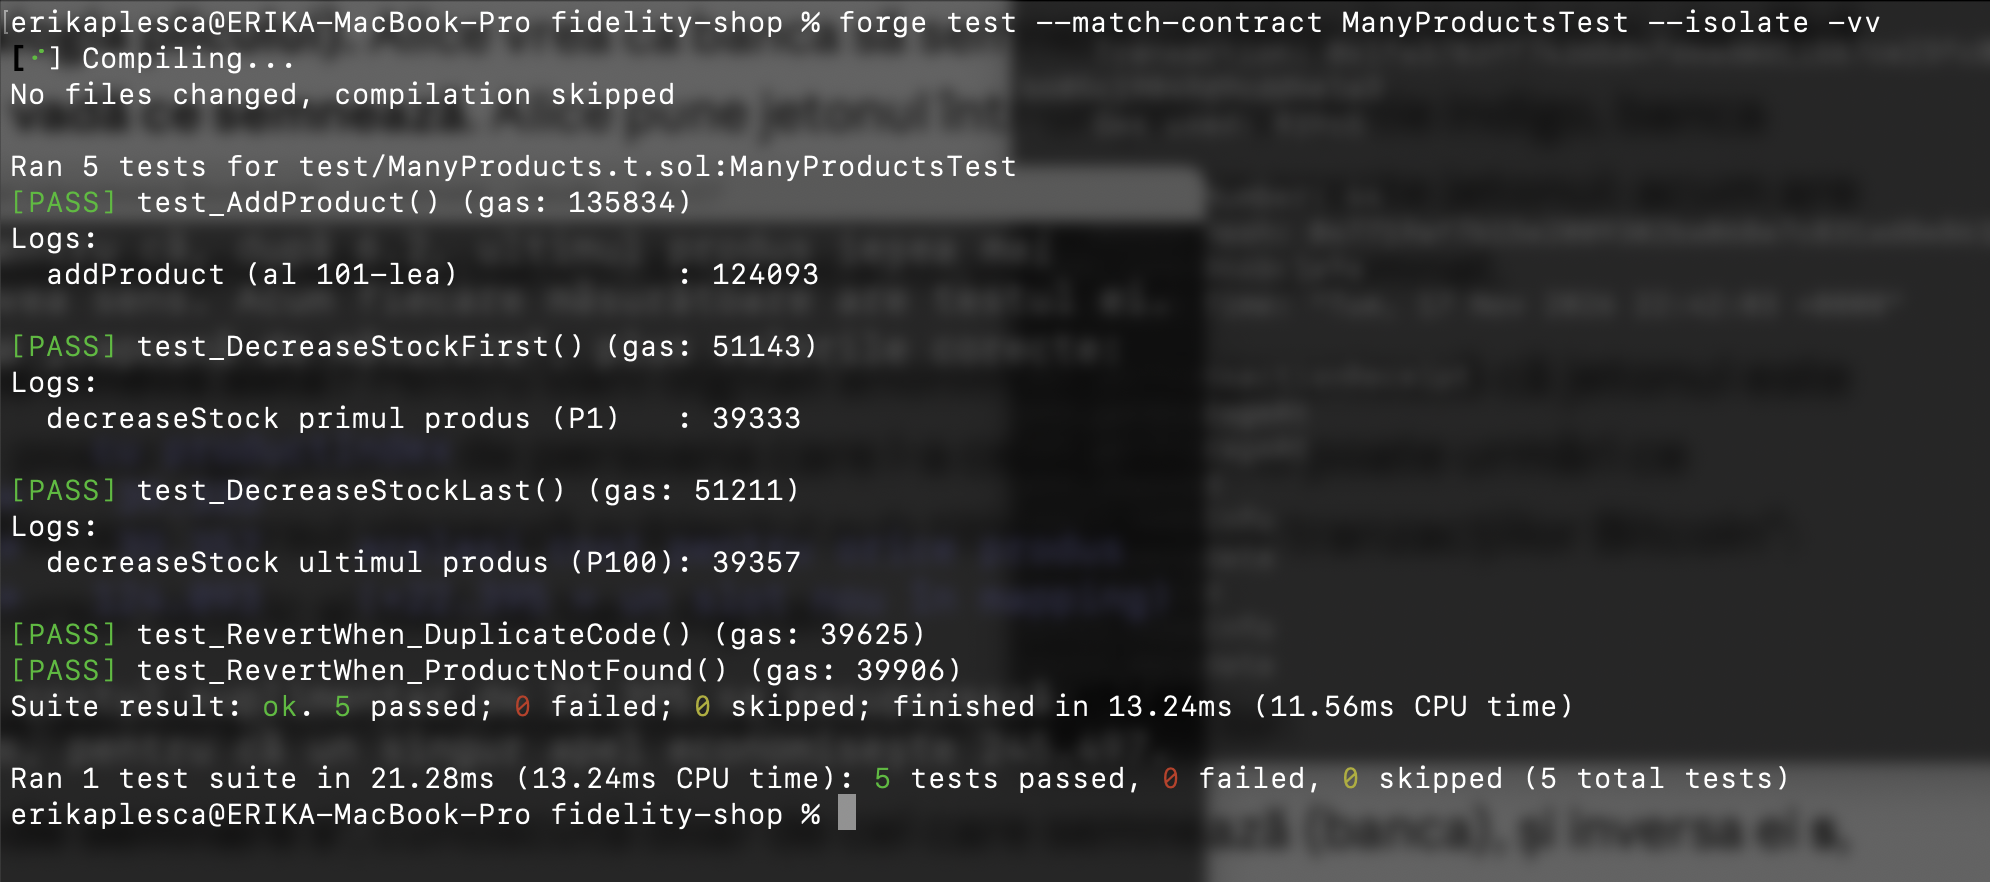 erikaplesca@ERIKA-MacBook-Pro fidelity-shop % forge test --match-contract ManyProductsTest --isolate -vv
[⠊] Compiling...
No files changed, compilation skipped
Ran 5 tests for test/ManyProducts.t.sol:ManyProductsTest
[PASS] test_AddProduct() (gas: 135834)
Logs:
  addProduct (al 101-lea)            : 124093
[PASS] test_DecreaseStockFirst() (gas: 51143)
Logs:
  decreaseStock primul produs (P1)   : 39333
[PASS] test_DecreaseStockLast() (gas: 51211)
Logs:
  decreaseStock ultimul produs (P100): 39357
[PASS] test_RevertWhen_DuplicateCode() (gas: 39625)
[PASS] test_RevertWhen_ProductNotFound() (gas: 39906)
Suite result: ok. 5 passed; 0 failed; 0 skipped; finished in 13.24ms (11.56ms CPU time)
Ran 1 test suite in 21.28ms (13.24ms CPU time): 5 tests passed, 0 failed, 0 skipped (5 total tests)
erikaplesca@ERIKA-MacBook-Pro fidelity-shop %